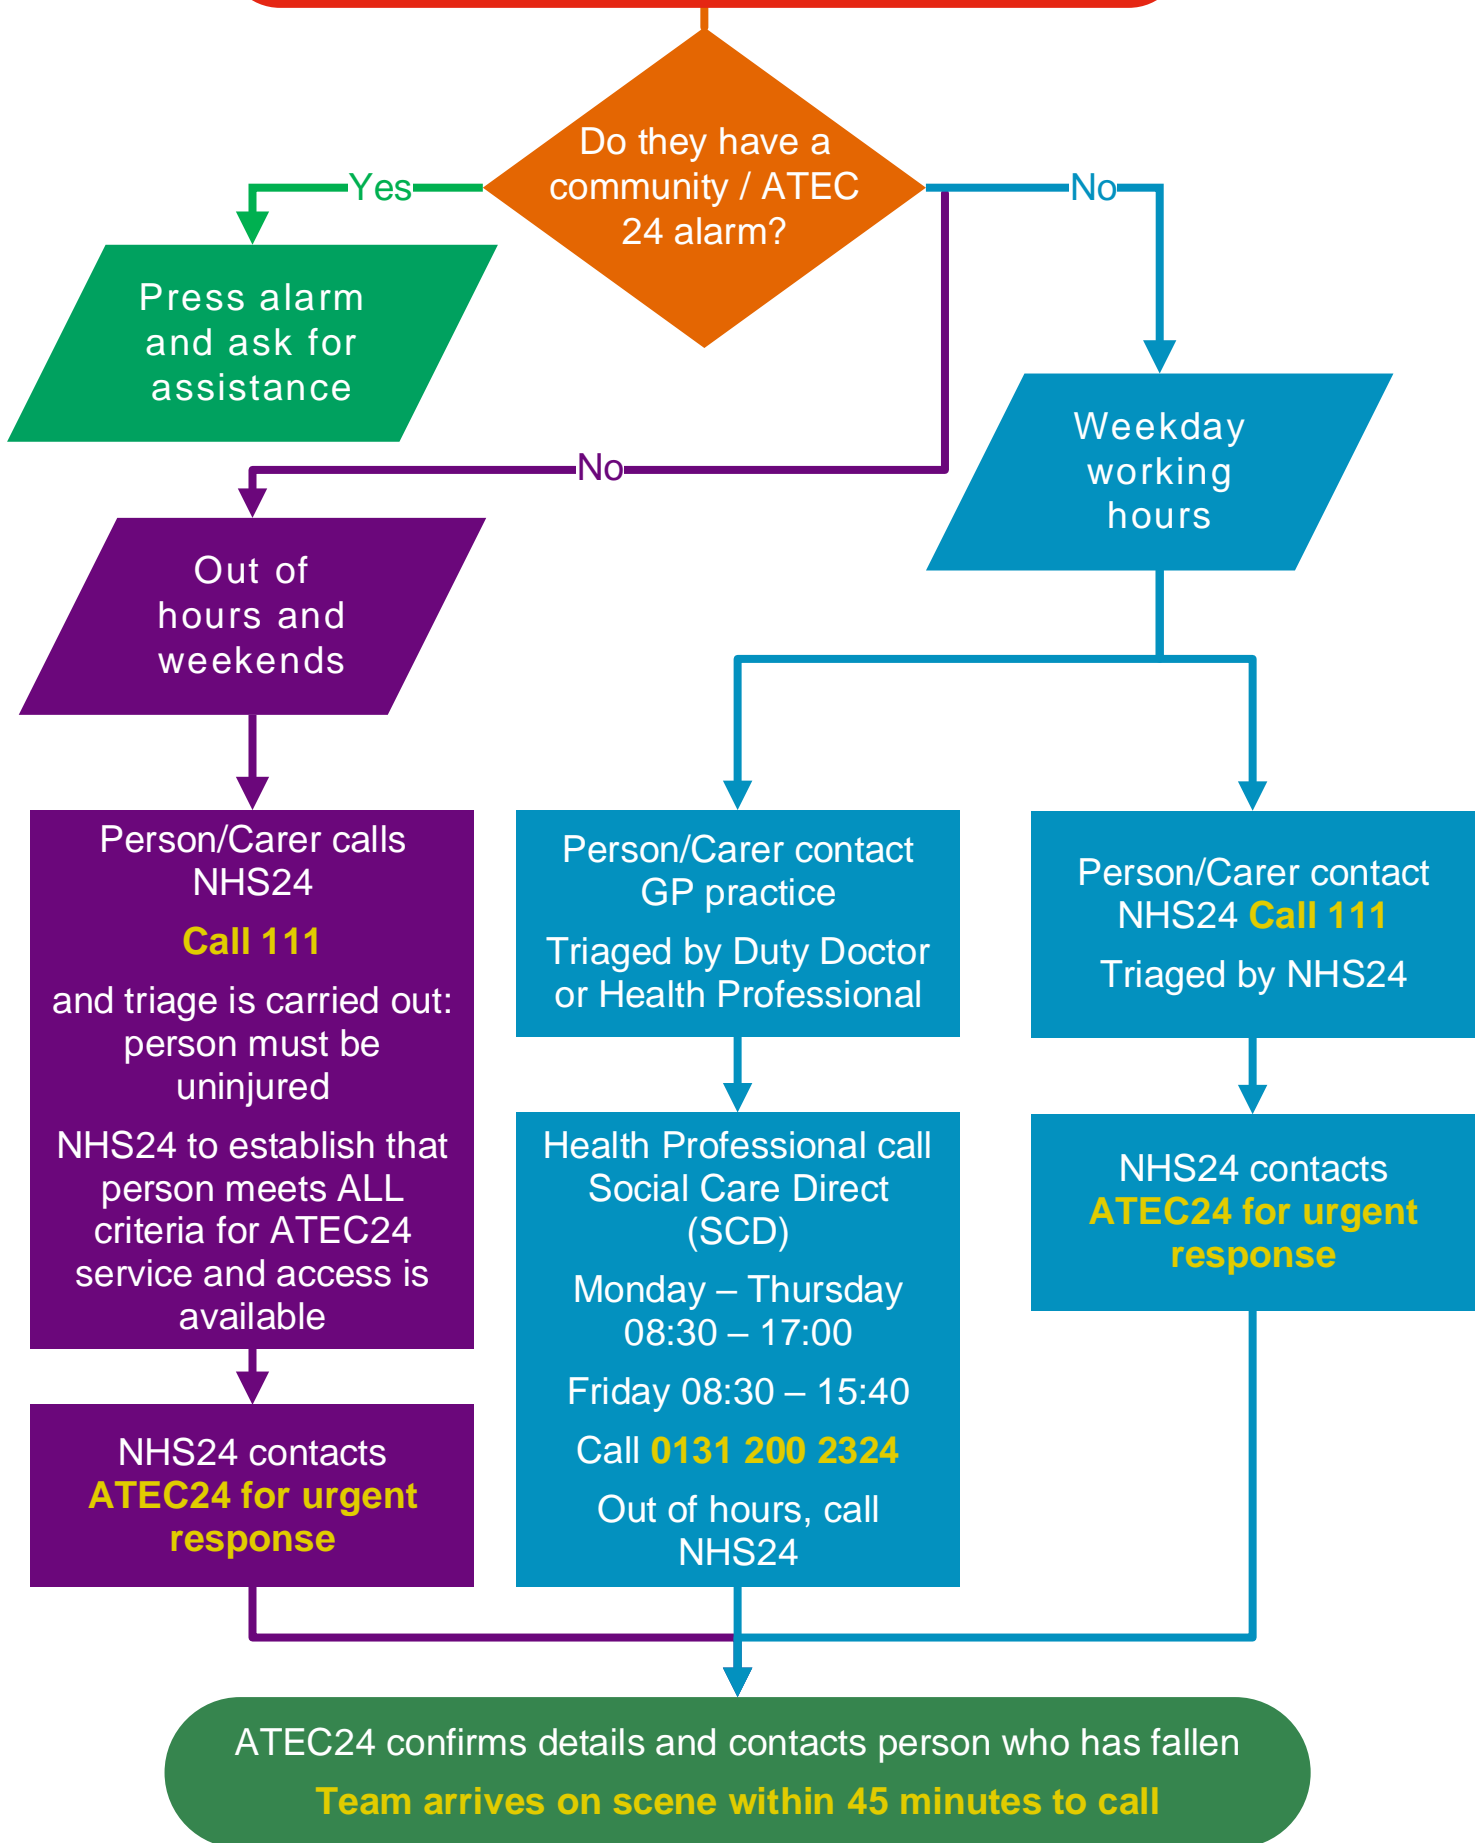 Do they have a
community / ATEC
24 alarm?
Yes
No
Press alarm
and ask for
assistance
Weekday
working
hours
No
Out of
hours and
weekends
Person/Carer calls
NHS24
Call 111
and triage is carried out:
person must be
uninjured
NHS24 to establish that
person meets ALL
criteria for ATEC24
service and access is
available
NHS24 contacts
ATEC24 for urgent
response
Person/Carer contact
GP practice
Triaged by Duty Doctor
or Health Professional
Health Professional call
Social Care Direct
(SCD)
Monday – Thursday
08:30 – 17:00
Friday 08:30 – 15:40
Call 0131 200 2324
Out of hours, call
NHS24
Person/Carer contact
NHS24 Call 111
Triaged by NHS24
NHS24 contacts
ATEC24 for urgent
response
ATEC24 confirms details and contacts person who has fallen
Team arrives on scene within 45 minutes to call